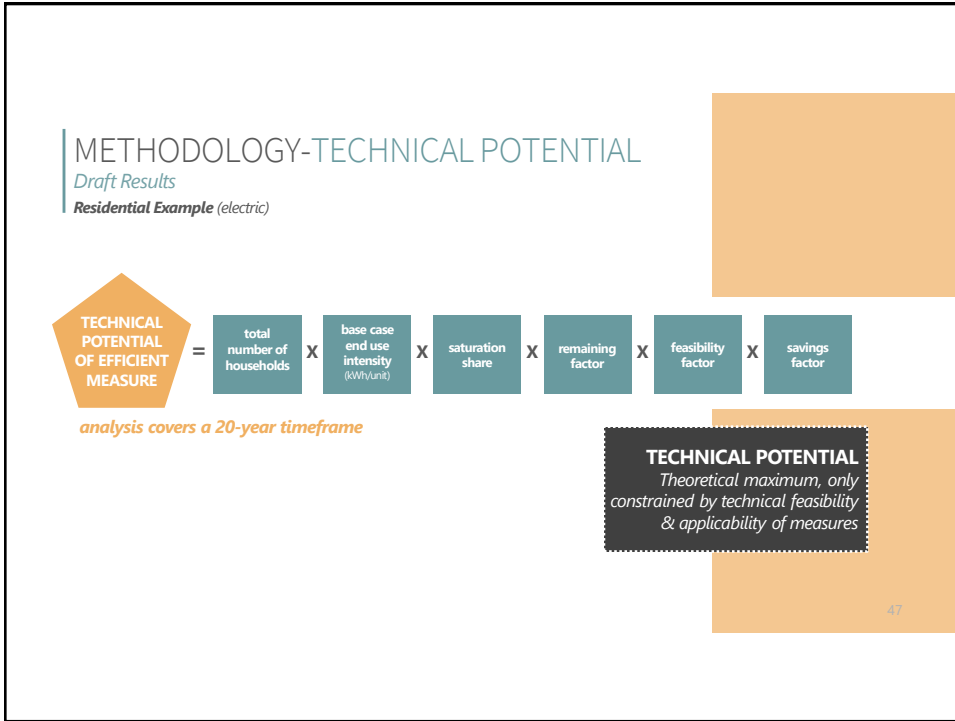 METHODOLOGY-TECHNICAL POTENTIAL
Draft Results
Residential Example (electric)
TECHNICAL
POTENTIAL
OF EFFICIENT
MEASURE
=
total
number of
households
x
base case
end use
intensity
(kWh/unit)
x
saturation
share
x
remaining
factor
x
feasibility
factor
x
savings
factor
analysis covers a 20-year timeframe
TECHNICAL POTENTIAL
Theoretical maximum, only
constrained by technical feasibility
& applicability of measures
47